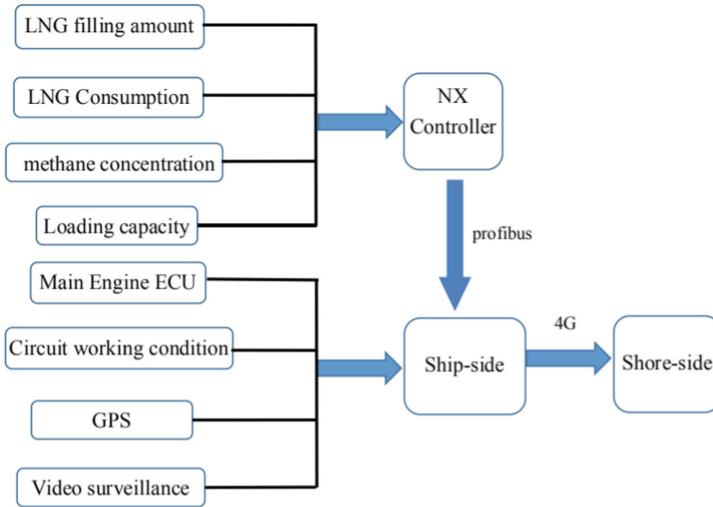 LNG filling amount
LNG Consumption
methane concentration
Loading capacity
NX
Controller
profibus
Main Engine ECU
Circuit working condition
GPS
Video surveillance
Ship-side
4G
Shore-side